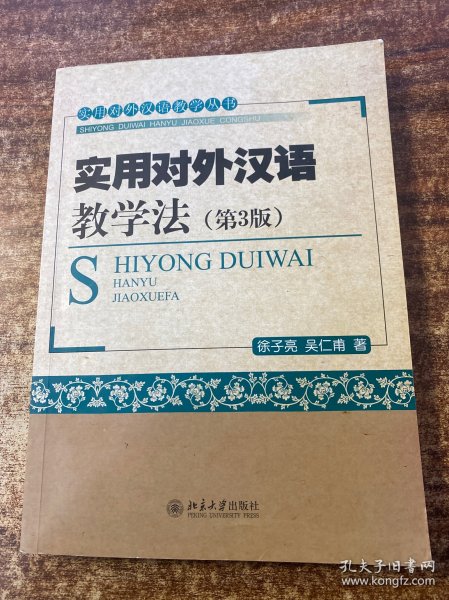 实用对外汉语教学丛书
SHIYONG DUIWAI HANYU JIAOXUE CONGSHU
实用对外汉语
教学法（第3版）
SHIYONG DUIWAI
HANYU
JIAOXUEFA
徐子亮 吴仁甫 著
北京大学出版社
PEKING UNIVERSITY PRESS
孔夫子旧书网
www.kongfz.com